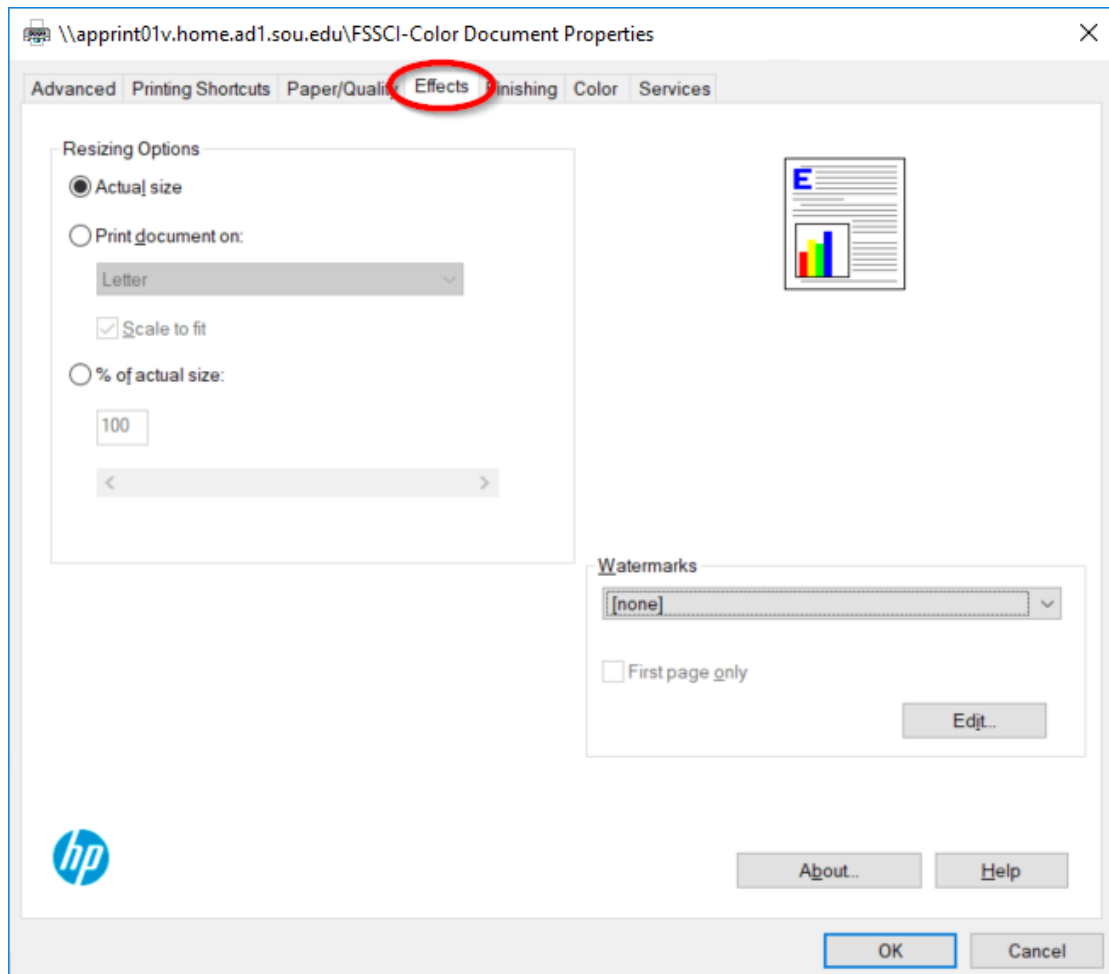 \\apprint01v.home.ad1.sou.edu\FSSCI-Color Document Properties
Advanced Printing Shortcuts Paper/Quality Effects Finishing Color Services
Resizing Options
Actual size
E
Print document on:
Letter
Scale to fit
% of actual size:
100
Watermarks
[none]
First page only
Edit...
hp
About... Help
OK Cancel